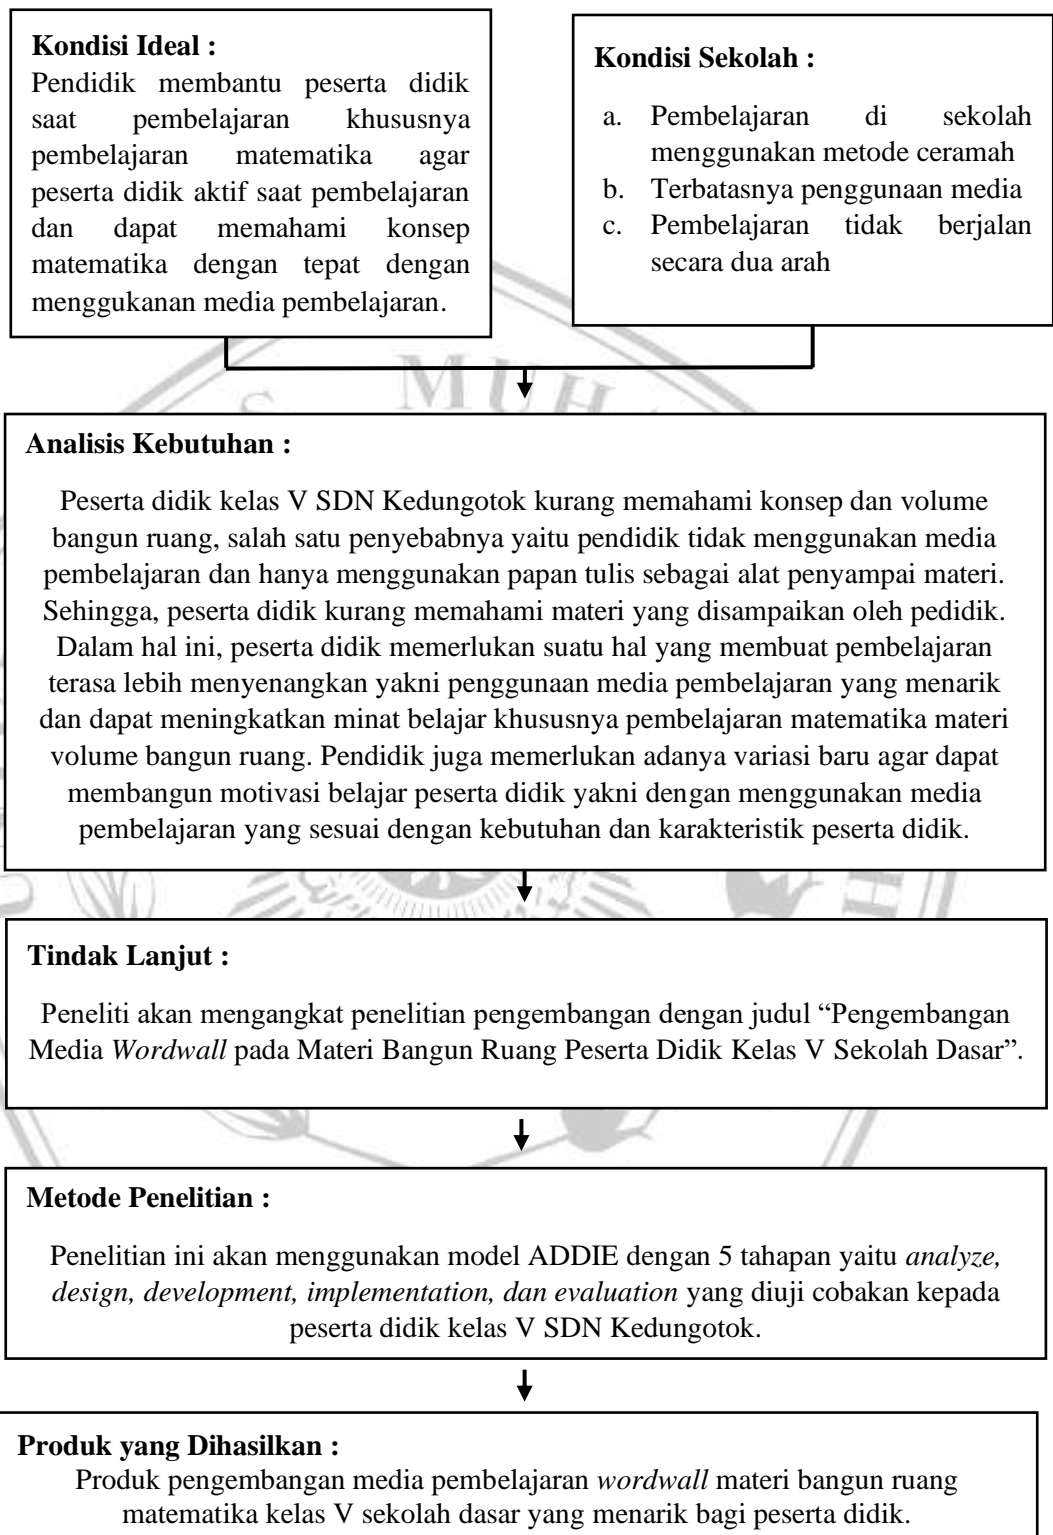 Kondisi Ideal :
Pendidik membantu peserta didik
saat pembelajaran khususnya
pembelajaran matematika agar
peserta didik aktif saat pembelajaran
dan dapat memahami konsep
matematika dengan tepat dengan
menggukanan media pembelajaran.
Kondisi Sekolah :
a. Pembelajaran di sekolah
menggunakan metode ceramah
b. Terbatasnya penggunaan media
c. Pembelajaran tidak berjalan
secara dua arah
Analisis Kebutuhan :
Peserta didik kelas V SDN Kedungotok kurang memahami konsep dan volume
bangun ruang, salah satu penyebabnya yaitu pendidik tidak menggunakan media
pembelajaran dan hanya menggunakan papan tulis sebagai alat penyampai materi.
Sehingga, peserta didik kurang memahami materi yang disampaikan oleh pedidik.
Dalam hal ini, peserta didik memerlukan suatu hal yang membuat pembelajaran
terasa lebih menyenangkan yakni penggunaan media pembelajaran yang menarik
dan dapat meningkatkan minat belajar khususnya pembelajaran matematika materi
volume bangun ruang. Pendidik juga memerlukan adanya variasi baru agar dapat
membangun motivasi belajar peserta didik yakni dengan menggunakan media
pembelajaran yang sesuai dengan kebutuhan dan karakteristik peserta didik.
Tindak Lanjut :
Peneliti akan mengangkat penelitian pengembangan dengan judul “Pengembangan
Media Wordwall pada Materi Bangun Ruang Peserta Didik Kelas V Sekolah Dasar”.
Metode Penelitian :
Penelitian ini akan menggunakan model ADDIE dengan 5 tahapan yaitu analyze,
design, development, implementation, dan evaluation yang diuji cobakan kepada
peserta didik kelas V SDN Kedungotok.
Produk yang Dihasilkan :
Produk pengembangan media pembelajaran wordwall materi bangun ruang
matematika kelas V sekolah dasar yang menarik bagi peserta didik.